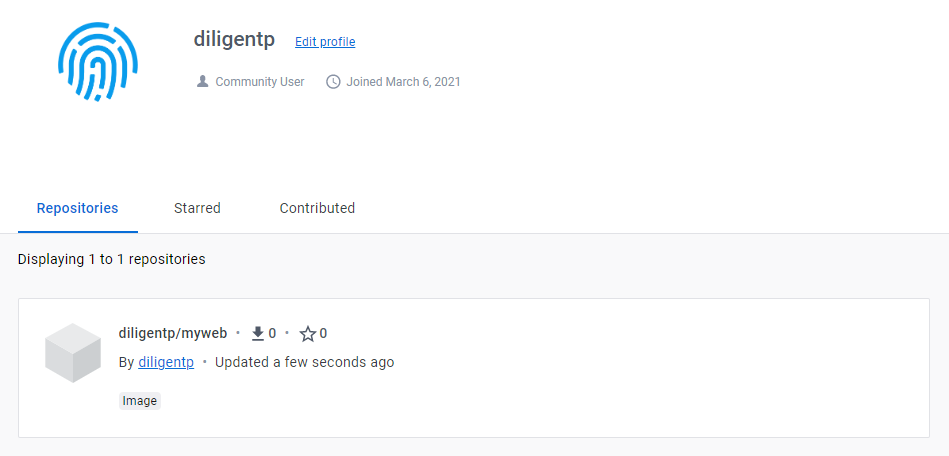 diligentp Edit profile
Community User Joined March 6, 2021
Repositories Starred Contributed
Displaying 1 to 1 repositories
diligentp/myweb • 0 • 0
By diligentp • Updated a few seconds ago
Image